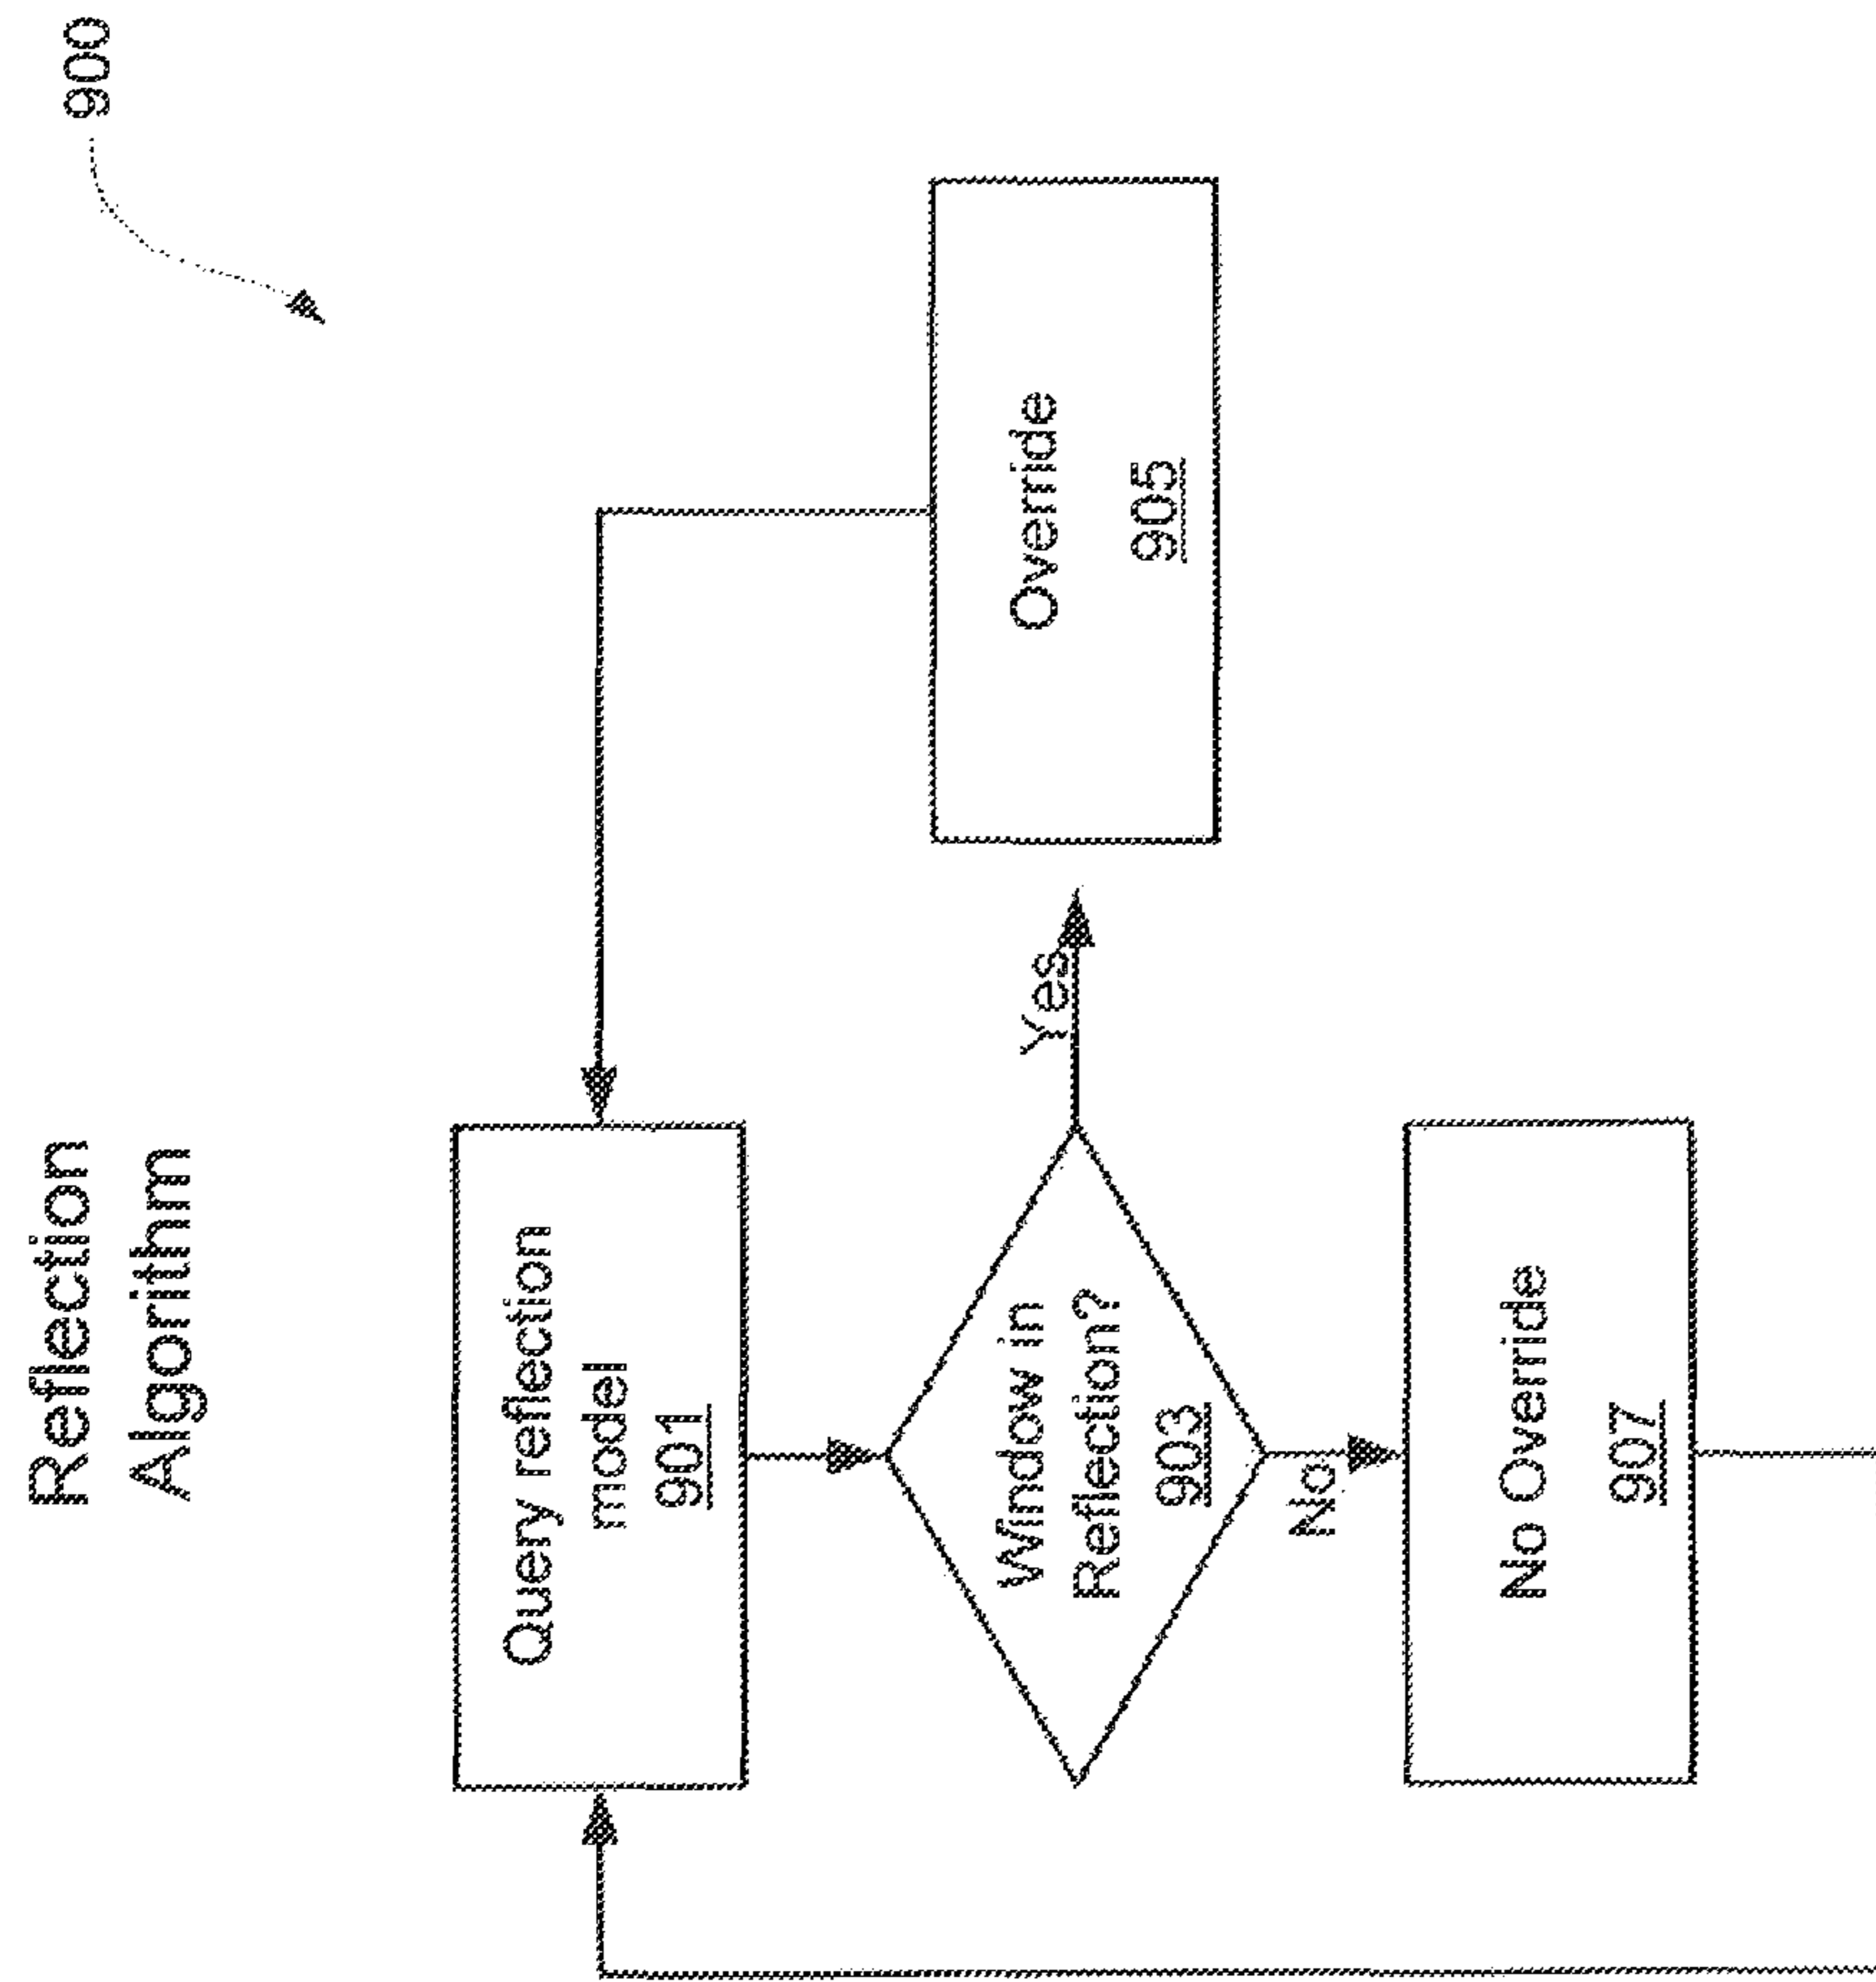 Reflection
Algorithm
900
Query reflection
model
901
Window in
Reflection?
903
Yes
No
Override
905
No Override
907